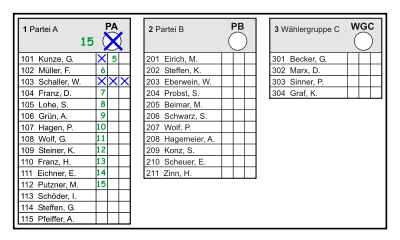 1 Partei A PA
15
101 Kunze, G. X 5
102 Müller, F. 6
103 Schaller, W. X X X
104 Franz, D. 7
105 Lohe, S. 8
106 Grün, A. 9
107 Hagen, P. 10
108 Wolf, G. 11
109 Steiner, K. 12
110 Franz, H. 13
111 Eichner, E. 14
112 Putzner, M. 15
113 Schöder, I.
114 Steffen, G.
115 Pfeiffer, A.
2 Partei B PB
201 Eirich, M.
202 Steffen, K.
203 Eberwein, W.
204 Probst, S.
205 Beimar, M.
206 Schwarz, S.
207 Wolf, P.
208 Hagemeier, A.
209 Konz, S.
210 Scheuer, E.
211 Zinn, H.
3 Wählergruppe C WGC
301 Becker, G.
302 Marx, D.
303 Sinner, P.
304 Graf, K.